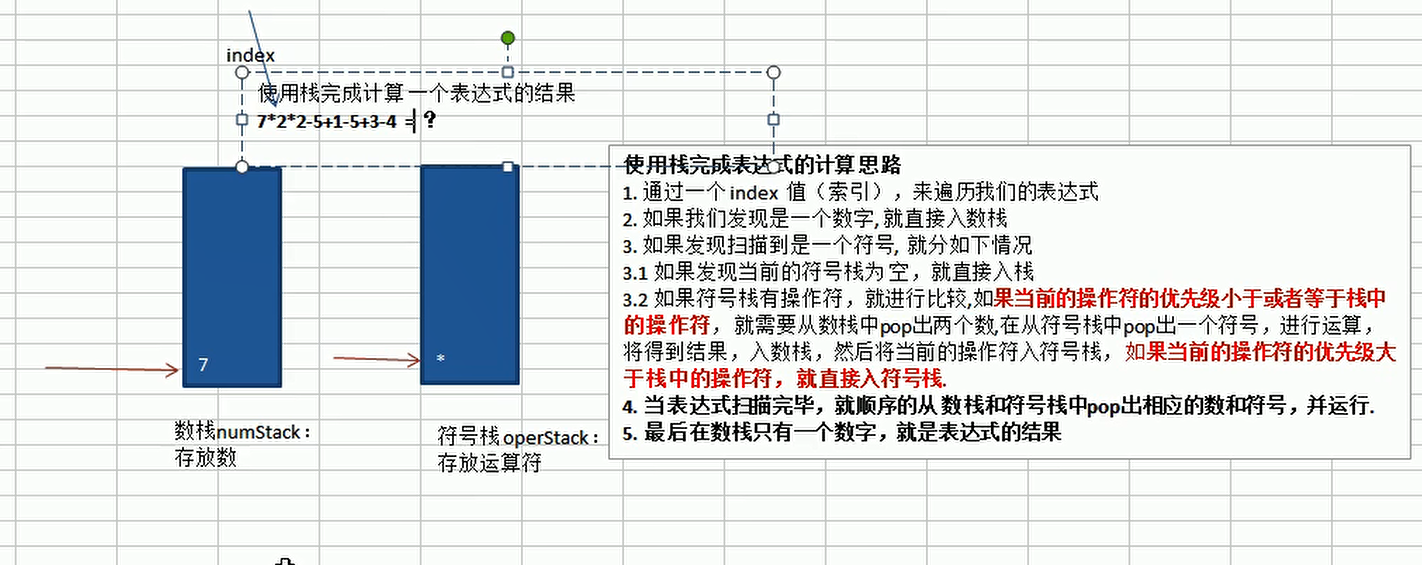 index
使用栈完成计算 一个表达式的结果
7*2*2-5+1-5+3-4 = ?
使用栈完成表达式的计算 思路
1. 通过一个 index 值（索引），来遍历我们的表达式
2. 如果我们发现是一个数字, 就直接入数栈
3. 如果发现扫描到是一个符号, 就分如下情况
3.1 如果发现当前的符号栈为 空，就直接入栈
3.2 如果符号栈有操作符，就进行比较,如果当前的操作符的优先级小于或者等于栈中
的操作符， 就需要从数栈中pop出两个数,在从符号栈中pop出一个符号，进行运算，
将得到结果，入数栈，然后将当前的操作符入符号栈， 如果当前的操作符的优先级大
于栈中的操作符， 就直接入符号栈.
4. 当表达式扫描完毕，就顺序的从 数栈和符号栈中pop出相应的数和符号，并运行.
5. 最后在数栈只有一个数字，就是表达式的结果
7
*
数栈numStack：
存放数
符号栈 operStack：
存放运算符